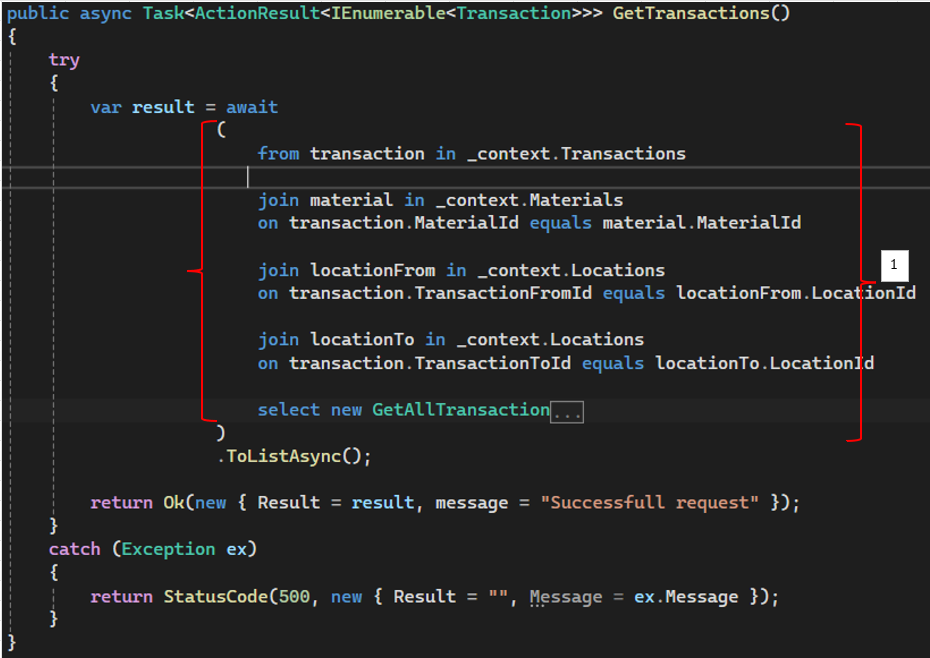 public async Task<ActionResult<IEnumerable<Transaction>>> GetTransactions()
{
try
{
var result = await
(
from transaction in _context.Transactions
join material in _context.Materials
on transaction.MaterialId equals material.MaterialId
join locationFrom in _context.Locations
1
on transaction.TransactionFromId equals locationFrom.LocationId
join locationTo in _context.Locations
on transaction.TransactionToId equals locationTo.LocationId
select new GetAllTransaction...
)
.ToListAsync();
return Ok(new { Result = result, message = "Successfull request" });
}
catch (Exception ex)
{
return StatusCode(500, new { Result = "", Message = ex.Message });
}
}